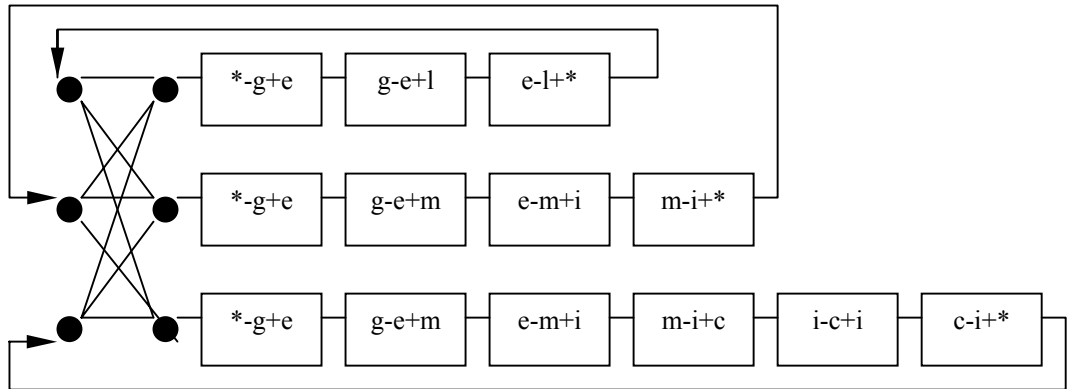 *-g+e g-e+l e-l+*
*-g+e g-e+m e-m+i m-i+*
*-g+e g-e+m e-m+i m-i+c i-c+i c-i+*